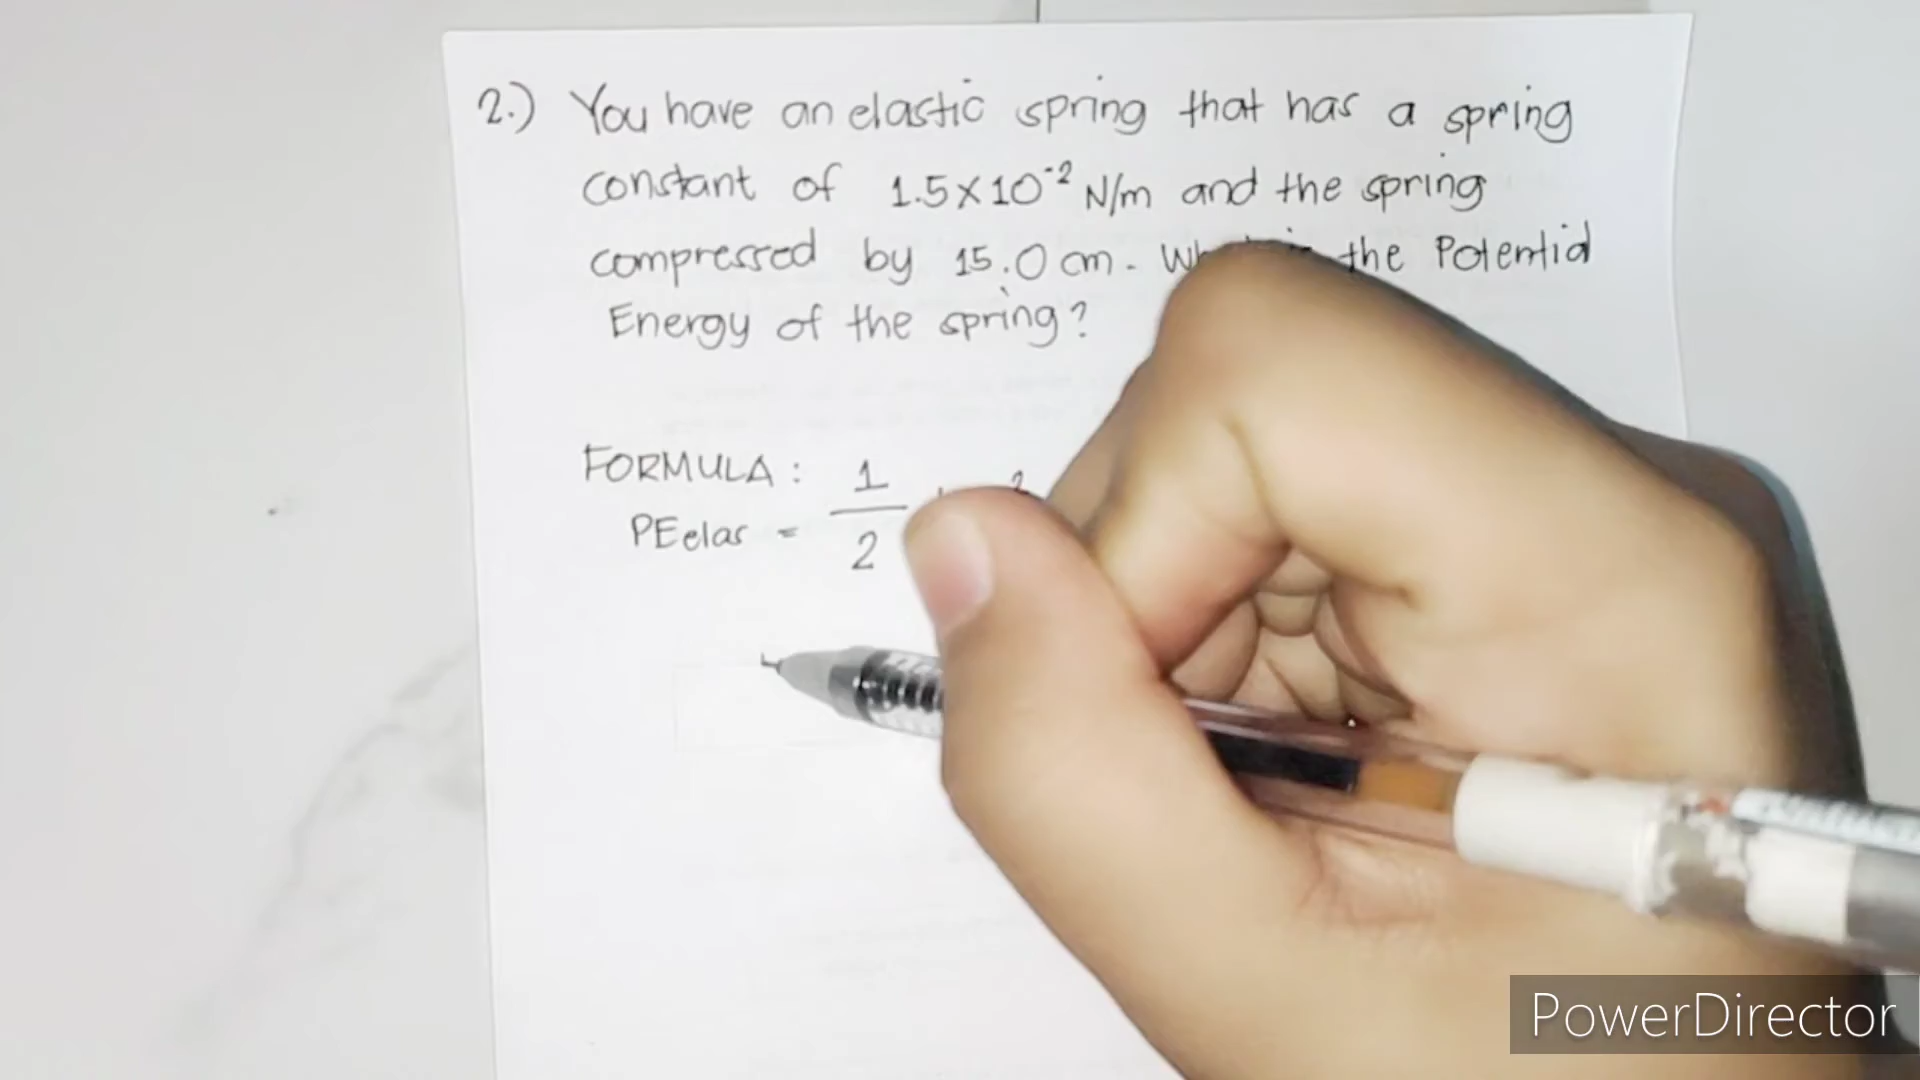 2.) You have an elastic spring that has a spring
constant of 1.5×10⁻² N/m and the spring
compressed by 15.0 cm. the Potential
Energy of the spring?
FORMULA: 1
PEelas = 2
2
PowerDirector